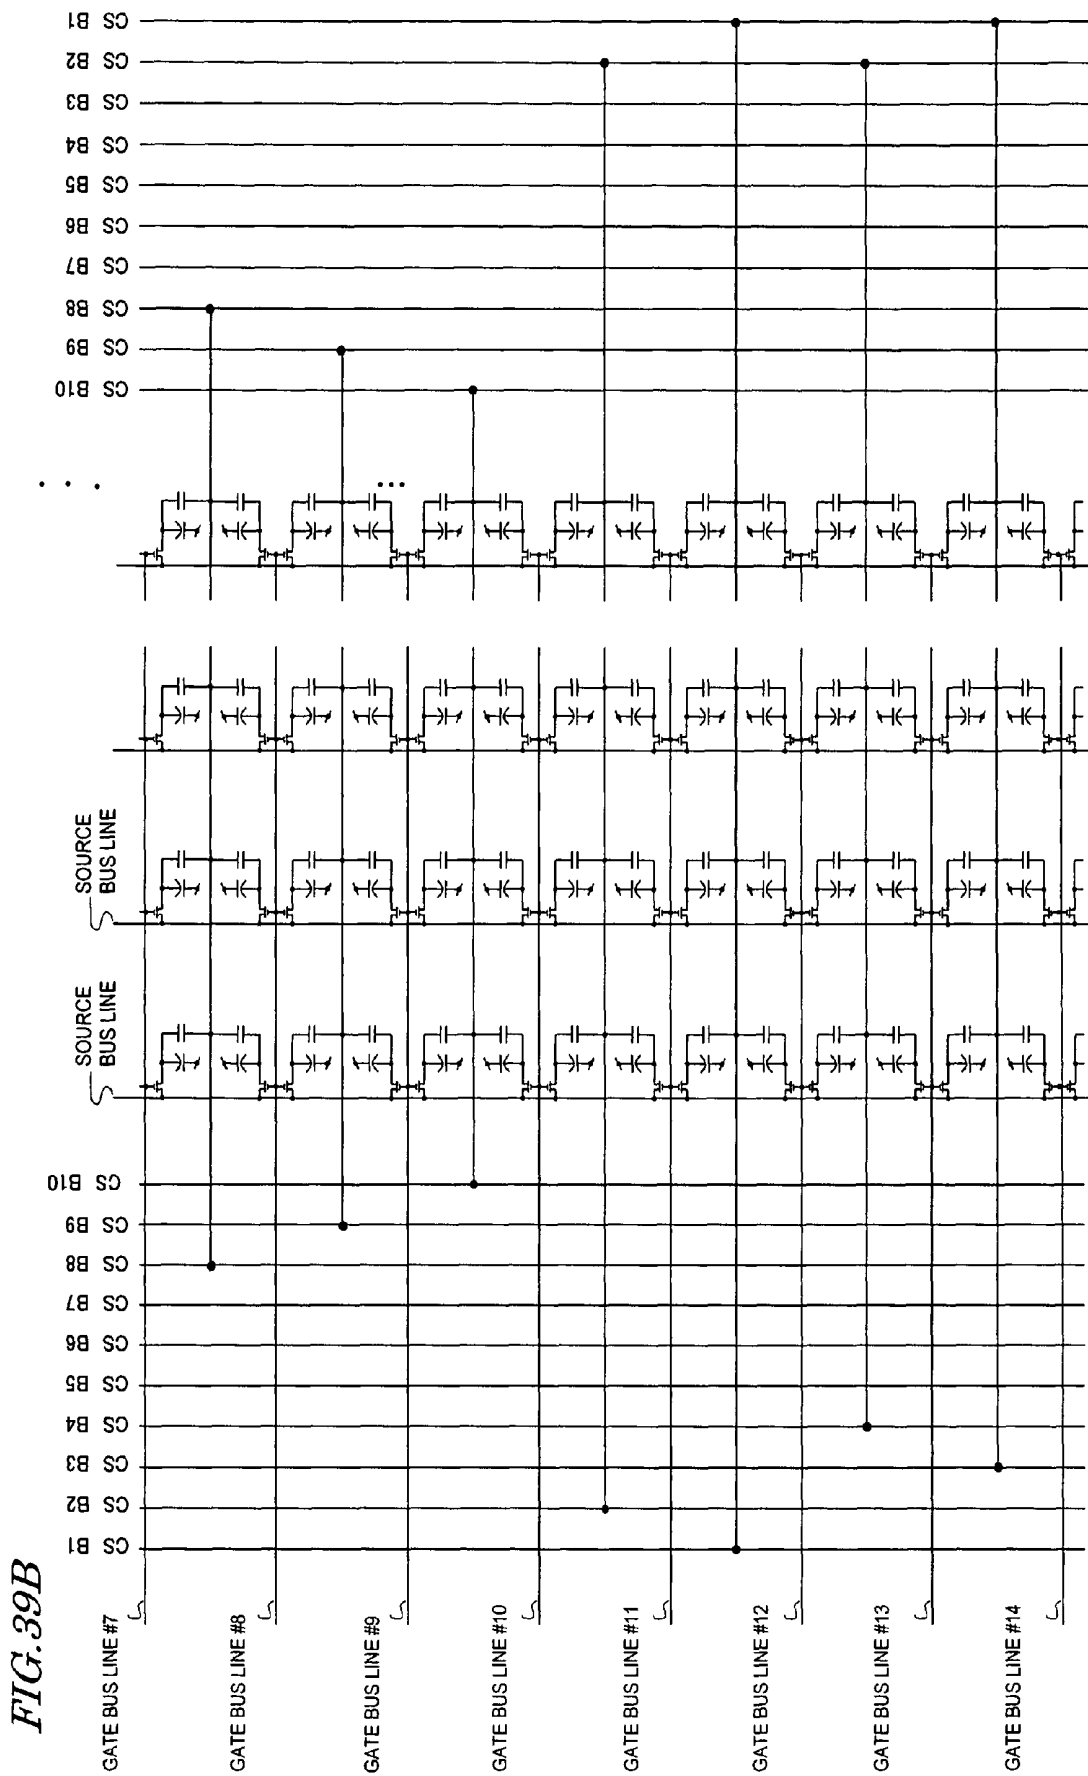 FIG.39B
CS B1
CS B2
CS B3
CS B4
CS B5
CS B6
CS B7
CS B8
CS B9
CS B10
SOURCE
BUS LINE
SOURCE
BUS LINE
. . .
...
CS B10
CS B9
CS B8
CS B7
CS B6
CS B5
CS B4
CS B3
CS B2
CS B1
GATE BUS LINE #7
GATE BUS LINE #8
GATE BUS LINE #9
GATE BUS LINE #10
GATE BUS LINE #11
GATE BUS LINE #12
GATE BUS LINE #13
GATE BUS LINE #14